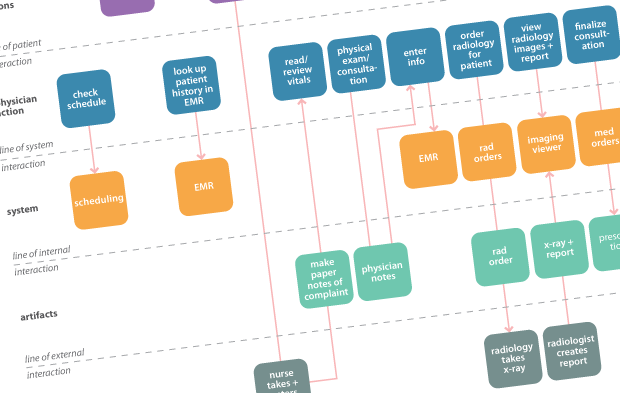 ons
of patient
eraction
check
schedule
look up
patient
history in
EMR
read/
review
vitals
physical
exam/
consulta-
tion
enter
info
order
radiology
for
patient
view
radiology
images +
report
finalize
consult-
ation
physician
action
line of system
interaction
system
scheduling
EMR
EMR
rad
orders
imaging
viewer
med
orders
line of internal
interaction
make
paper
notes of
complaint
physician
notes
rad
order
x-ray +
report
presc
tio
artifacts
line of external
interaction
nurse
takes +
radiology
takes
x-ray
radiologist
creates
report